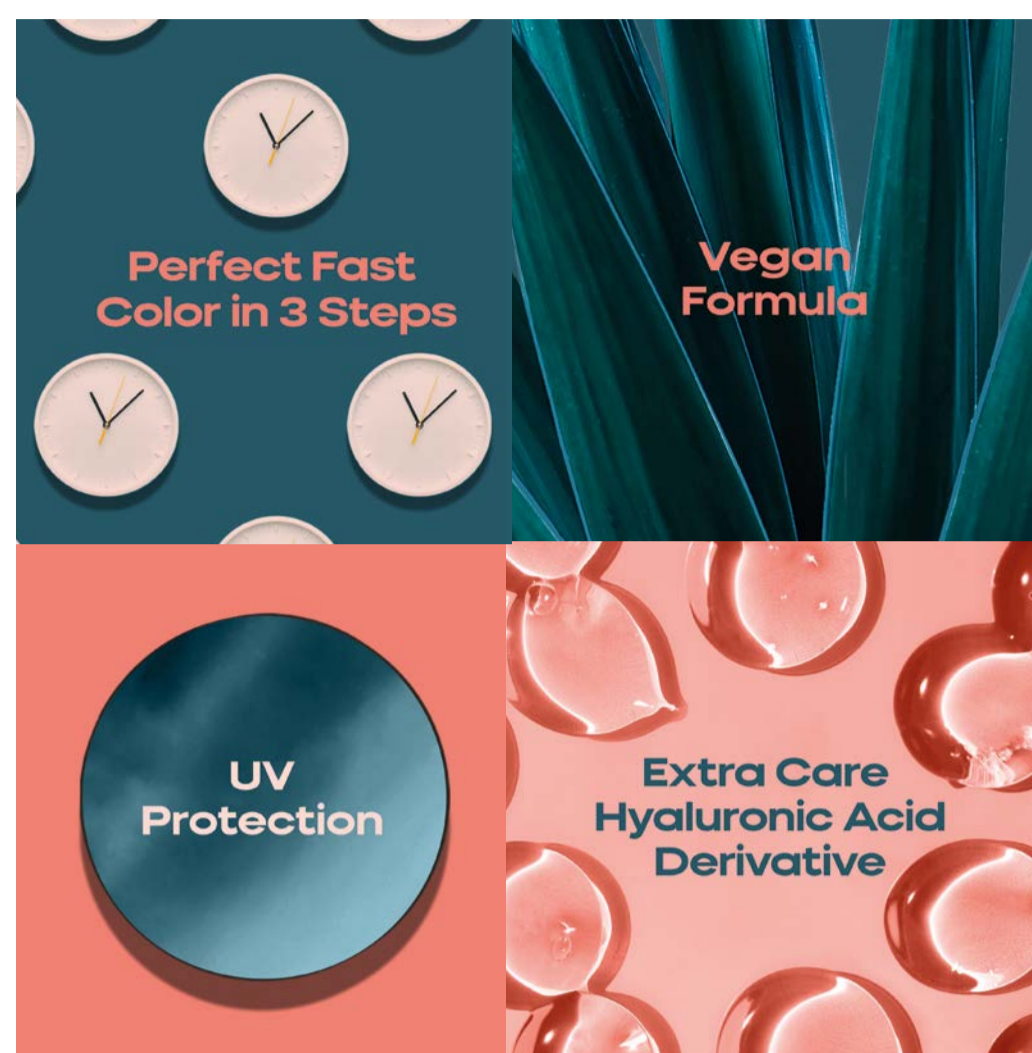 Perfect Fast
Color in 3 Steps
Vegan
Formula
UV
Protection
Extra Care
Hyaluronic Acid
Derivative